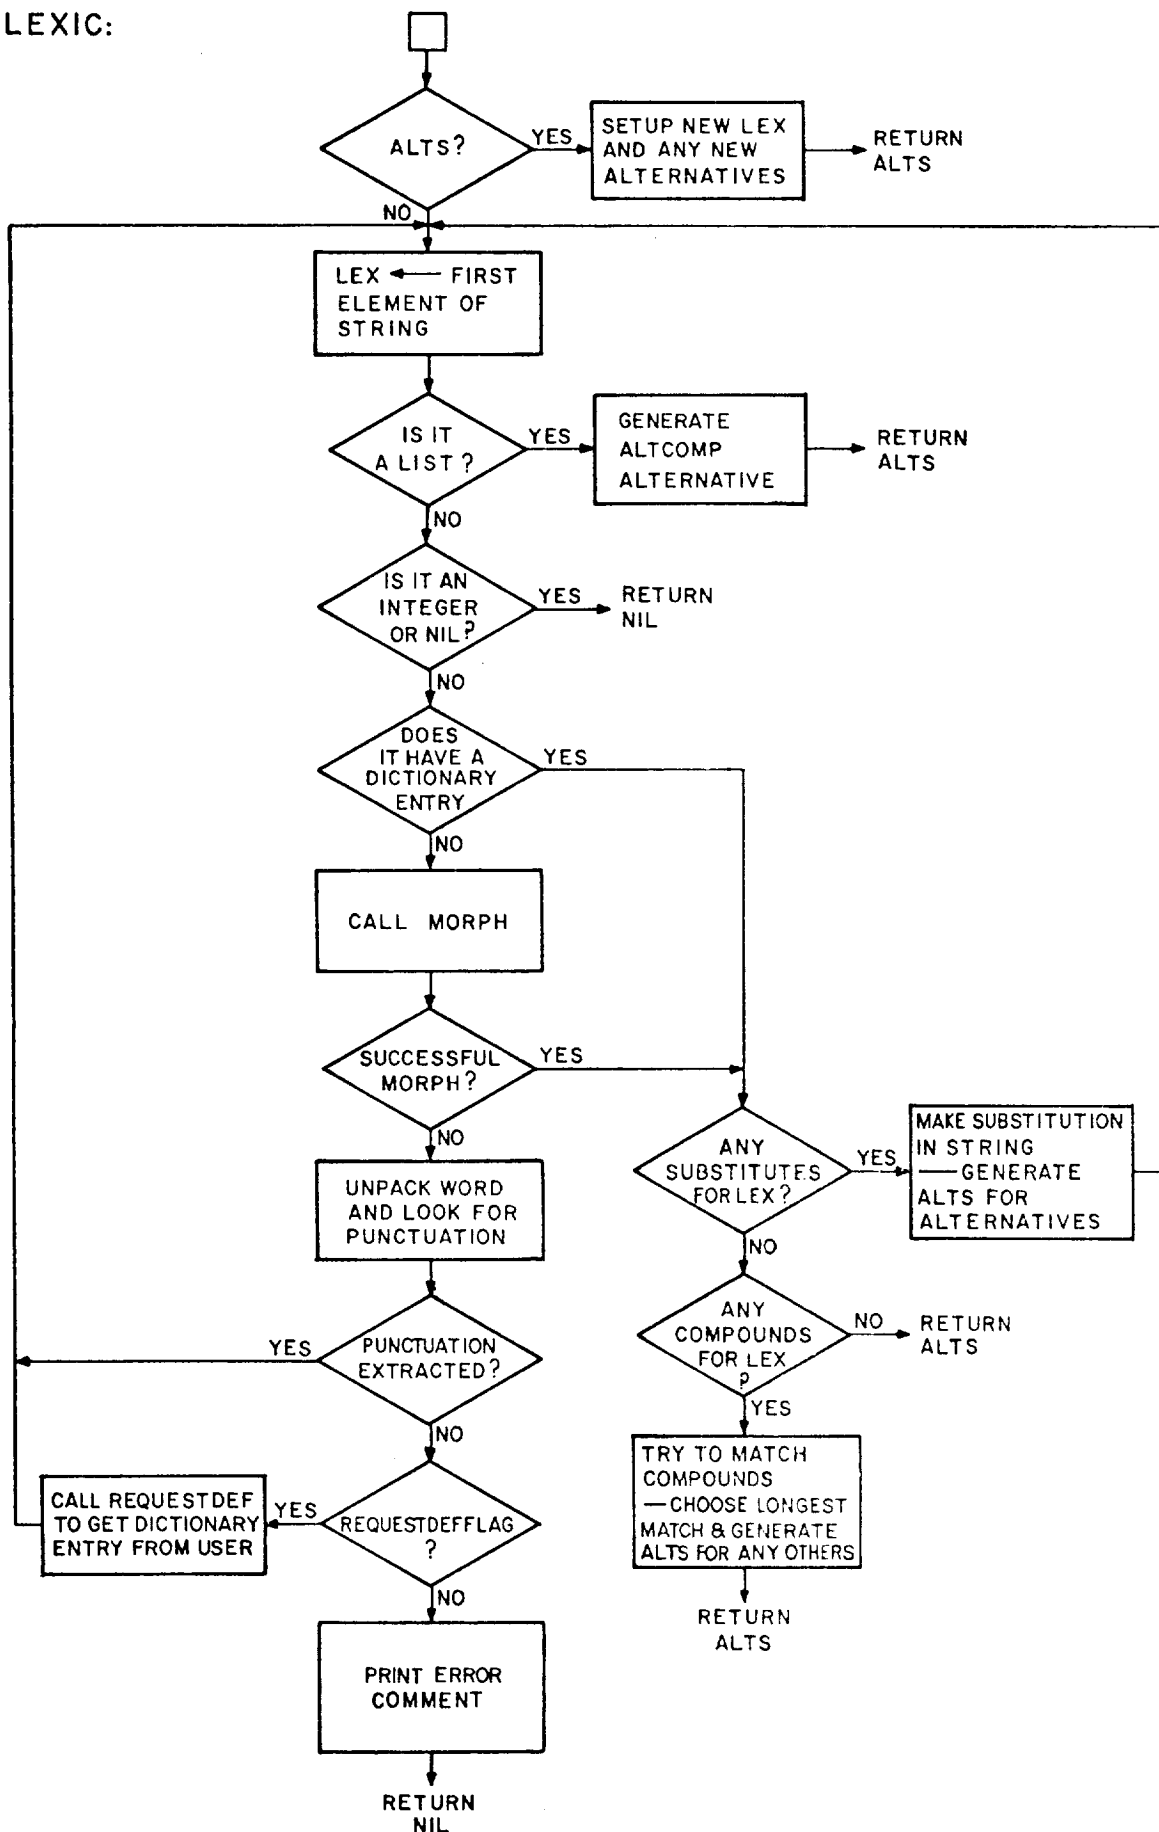 LEXIC:
ALTS?
YES
SETUP NEW LEX
AND ANY NEW
ALTERNATIVES
RETURN
ALTS
NO
LEX ← FIRST
ELEMENT OF
STRING
IS IT
A LIST?
YES
GENERATE
ALTCOMP
ALTERNATIVE
RETURN
ALTS
NO
IS IT AN
INTEGER
OR NIL?
YES
RETURN
NIL
NO
DOES
IT HAVE A
DICTIONARY
ENTRY
YES
NO
CALL MORPH
SUCCESSFUL
MORPH?
YES
NO
ANY
SUBSTITUTES
FOR LEX?
YES
MAKE SUBSTITUTION
IN STRING
—GENERATE
ALTS FOR
ALTERNATIVES
UNPACK WORD
AND LOOK FOR
PUNCTUATION
NO
ANY
COMPOUNDS
FOR LEX
?
NO
RETURN
ALTS
PUNCTUATION
EXTRACTED?
YES
NO
YES
TRY TO MATCH
COMPOUNDS
—CHOOSE LONGEST
MATCH & GENERATE
ALTS FOR ANY OTHERS
RETURN
ALTS
REQUESTDEFFLAG
?
YES
CALL REQUESTDEF
TO GET DICTIONARY
ENTRY FROM USER
NO
PRINT ERROR
COMMENT
RETURN
NIL